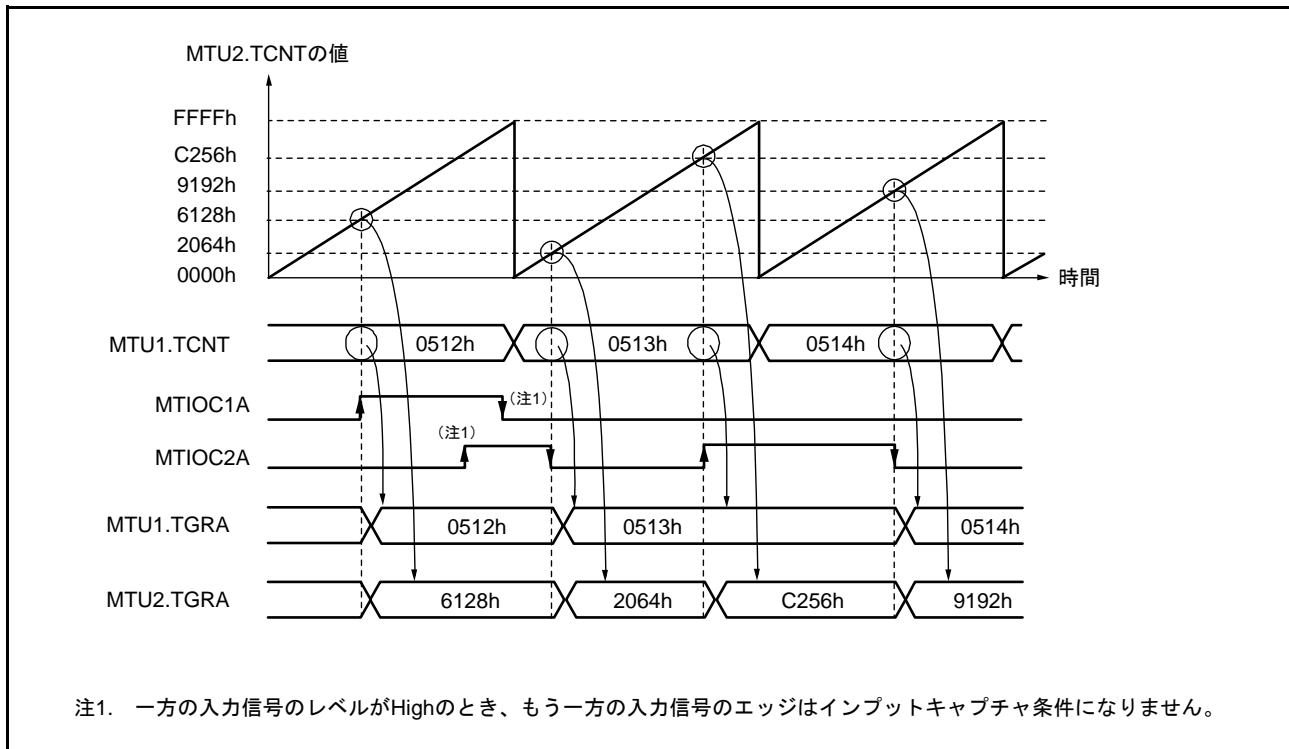 MTU2.TCNTの値
FFFFh
C256h
9192h
6128h
2064h
0000h
時間
MTU1.TCNT
0512h
0513h
0514h
MTIOC1A
（注1）
（注1）
MTIOC2A
MTU1.TGRA
0512h
0513h
0514h
MTU2.TGRA
6128h
2064h
C256h
9192h
注1. 一方の入力信号のレベルがHighのとき、もう一方の入力信号のエッジはインプットキャプチャ条件になりません。